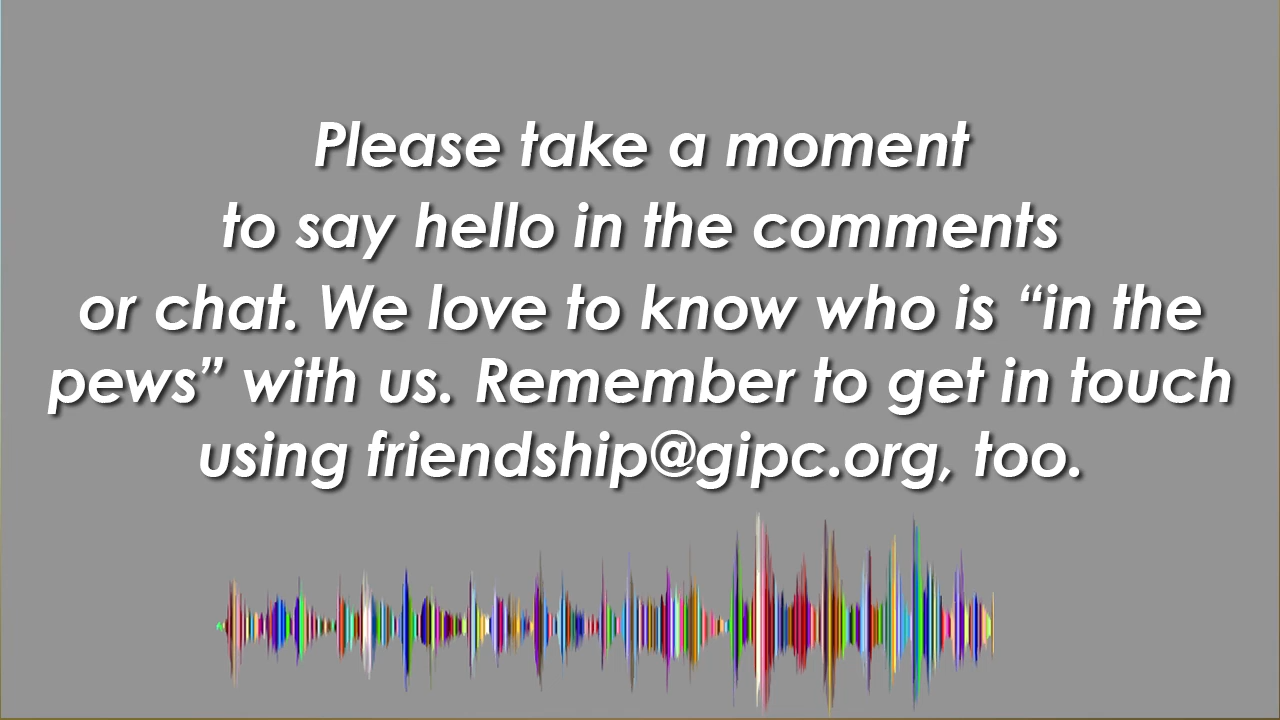 Please take a moment
to say hello in the comments
or chat. We love to know who is “in the
pews” with us. Remember to get in touch
using friendship@gipc.org, too.